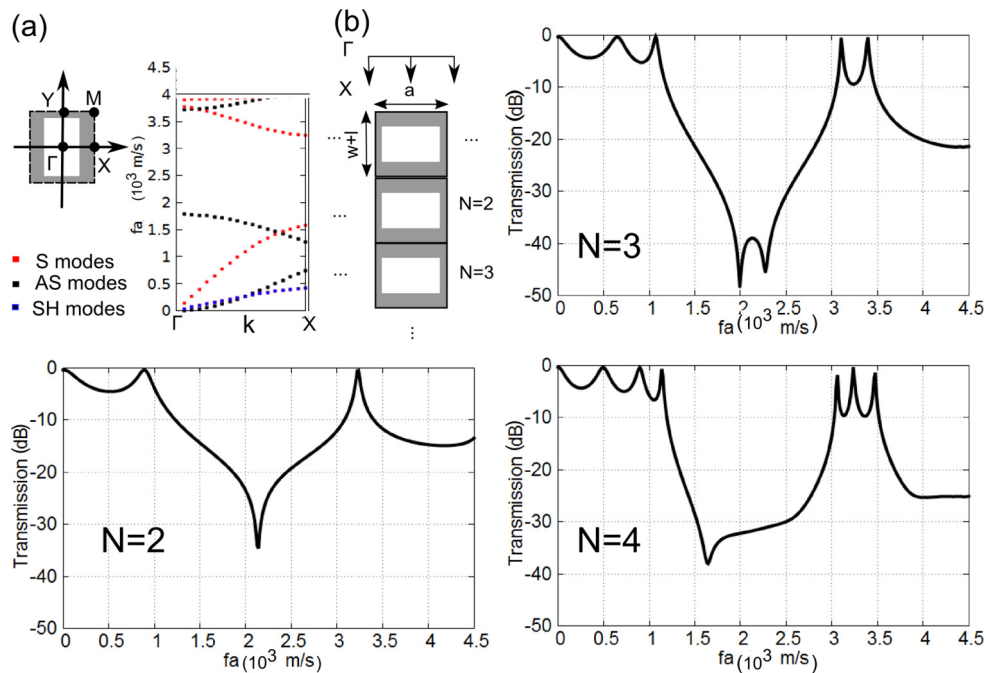 (a)
Y
M
Γ
X
S modes
AS modes
SH modes
4.5
4
3.5
3
2.5
2
1.5
1
0.5
0
fa (10³ m/s)
Γ
k
X
(b)
Γ
X
a
w+l
...
...
...
N=2
...
N=3
...
0
-10
-20
-30
-40
-50
Transmission (dB)
N=3
0 0.5 1 1.5 2 2.5 3 3.5 4 4.5
fa (10³ m/s)
0
-10
-20
-30
-40
-50
Transmission (dB)
N=2
0 0.5 1 1.5 2 2.5 3 3.5 4 4.5
fa (10³ m/s)
0
-10
-20
-30
-40
-50
Transmission (dB)
N=4
0 0.5 1 1.5 2 2.5 3 3.5 4 4.5
fa (10³ m/s)